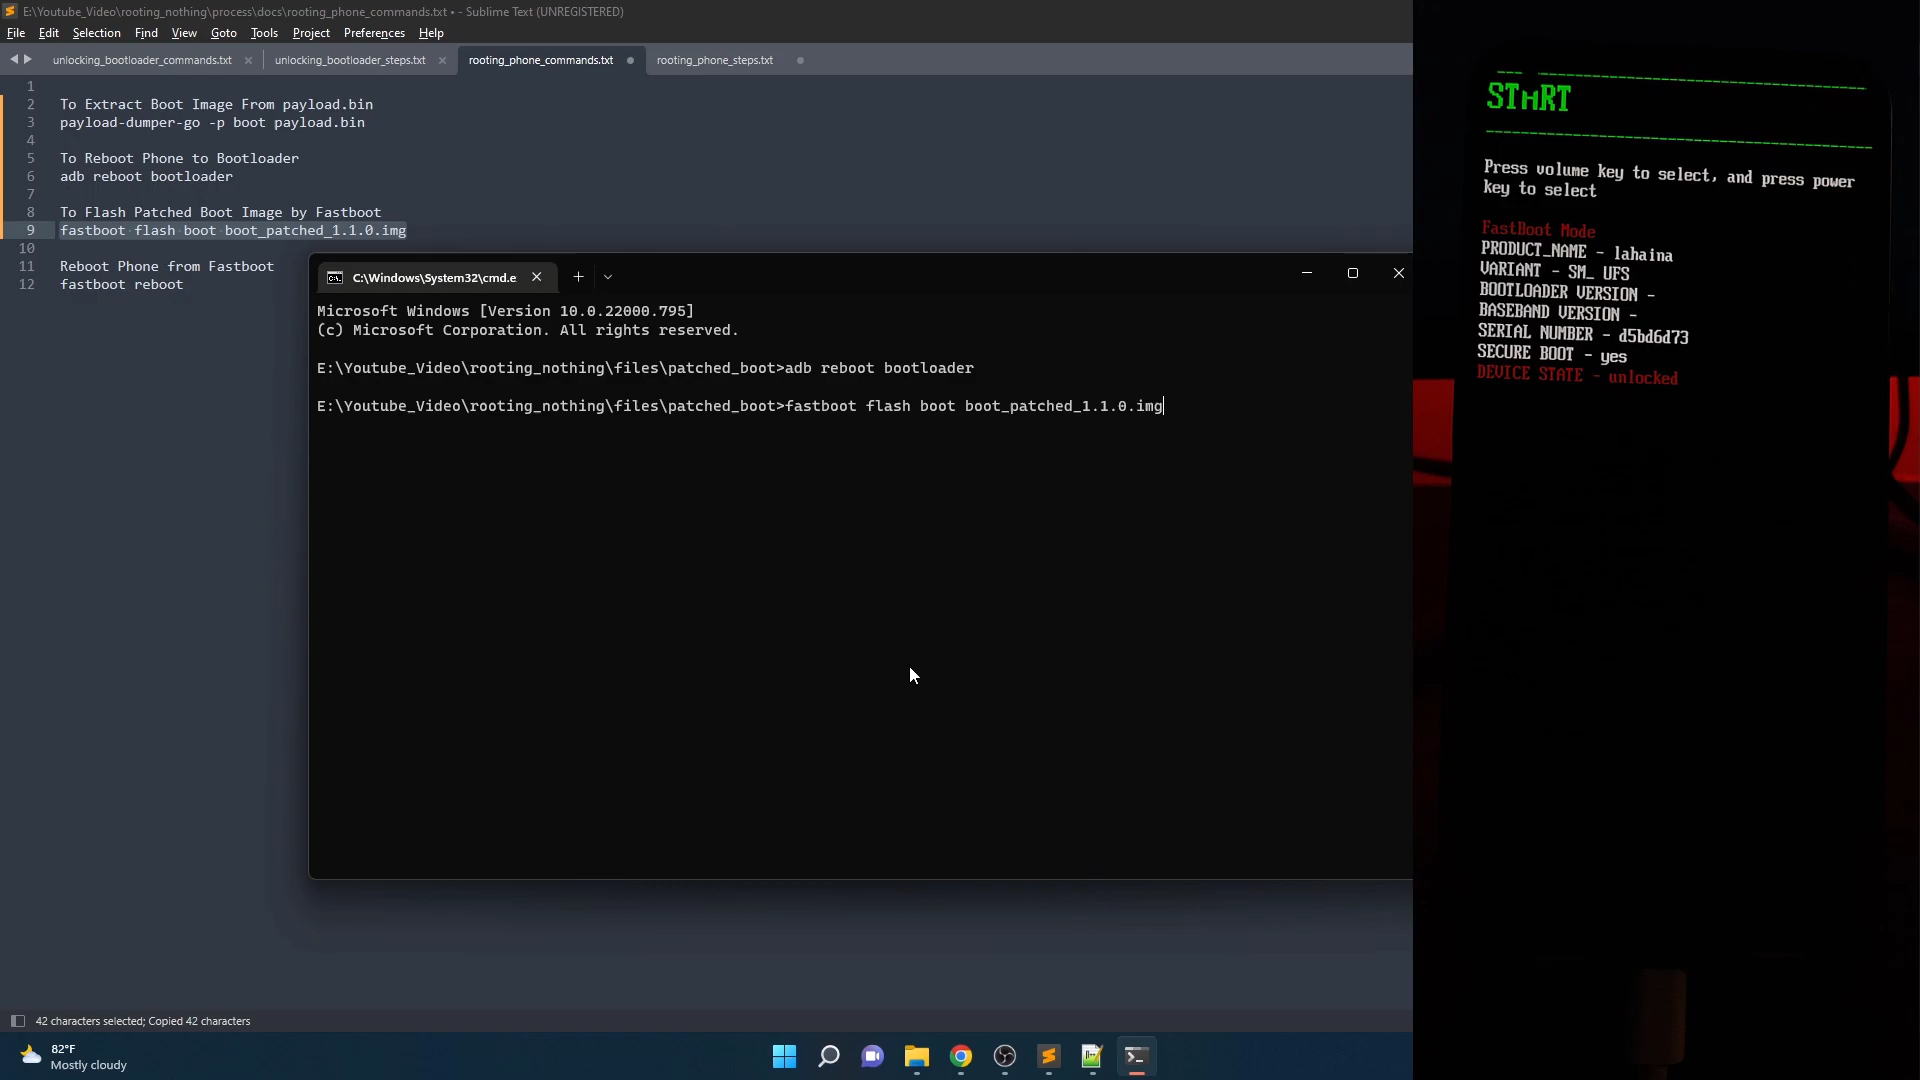 E:\Youtube_Video\rooting_nothing\process\docs\rooting_phone_commands.txt • - Sublime Text (UNREGISTERED)
File Edit Selection Find View Goto Tools Project Preferences Help
unlocking_bootloader_commands.txt unlocking_bootloader_steps.txt rooting_phone_commands.txt rooting_phone_steps.txt
1
2 To Extract Boot Image From payload.bin
3 payload-dumper-go -p boot payload.bin
4
5 To Reboot Phone to Bootloader
6 adb reboot bootloader
7
8 To Flash Patched Boot Image by Fastboot
9 fastboot flash boot boot_patched_1.1.0.img
10
11 Reboot Phone from Fastboot
12 fastboot reboot
C:\Windows\System32\cmd.e
Microsoft Windows [Version 10.0.22000.795]
(c) Microsoft Corporation. All rights reserved.
E:\Youtube_Video\rooting_nothing\files\patched_boot>adb reboot bootloader
E:\Youtube_Video\rooting_nothing\files\patched_boot>fastboot flash boot boot_patched_1.1.0.img
42 characters selected; Copied 42 characters
82°F
Mostly cloudy
START
Press volume key to select, and press power
key to select
FastBoot Mode
PRODUCT_NAME - lahaina
VARIANT - SM_ UFS
BOOTLOADER VERSION -
BASEBAND VERSION -
SERIAL NUMBER - d5bd6d73
SECURE BOOT - yes
DEVICE STATE - unlocked